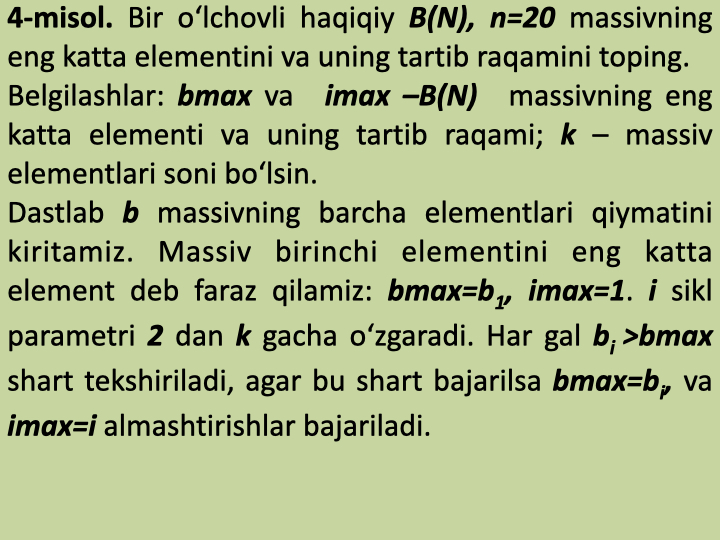 4-misol. Bir o‘lchovli haqiqiy B(N), n=20 massivning
eng katta elementini va uning tartib raqamini toping.
Belgilashlar: bmax va imax –B(N) massivning eng
katta elementi va uning tartib raqami; k – massiv
elementlari soni bo‘lsin.
Dastlab b massivning barcha elementlari qiymatini
kiritamiz. Massiv birinchi elementini eng katta
element deb faraz qilamiz: bmax=b1, imax=1. i sikl
parametri 2 dan k gacha o‘zgaradi. Har gal bi >bmax
shart tekshiriladi, agar bu shart bajarilsa bmax=bi, va
imax=i almashtirishlar bajariladi.